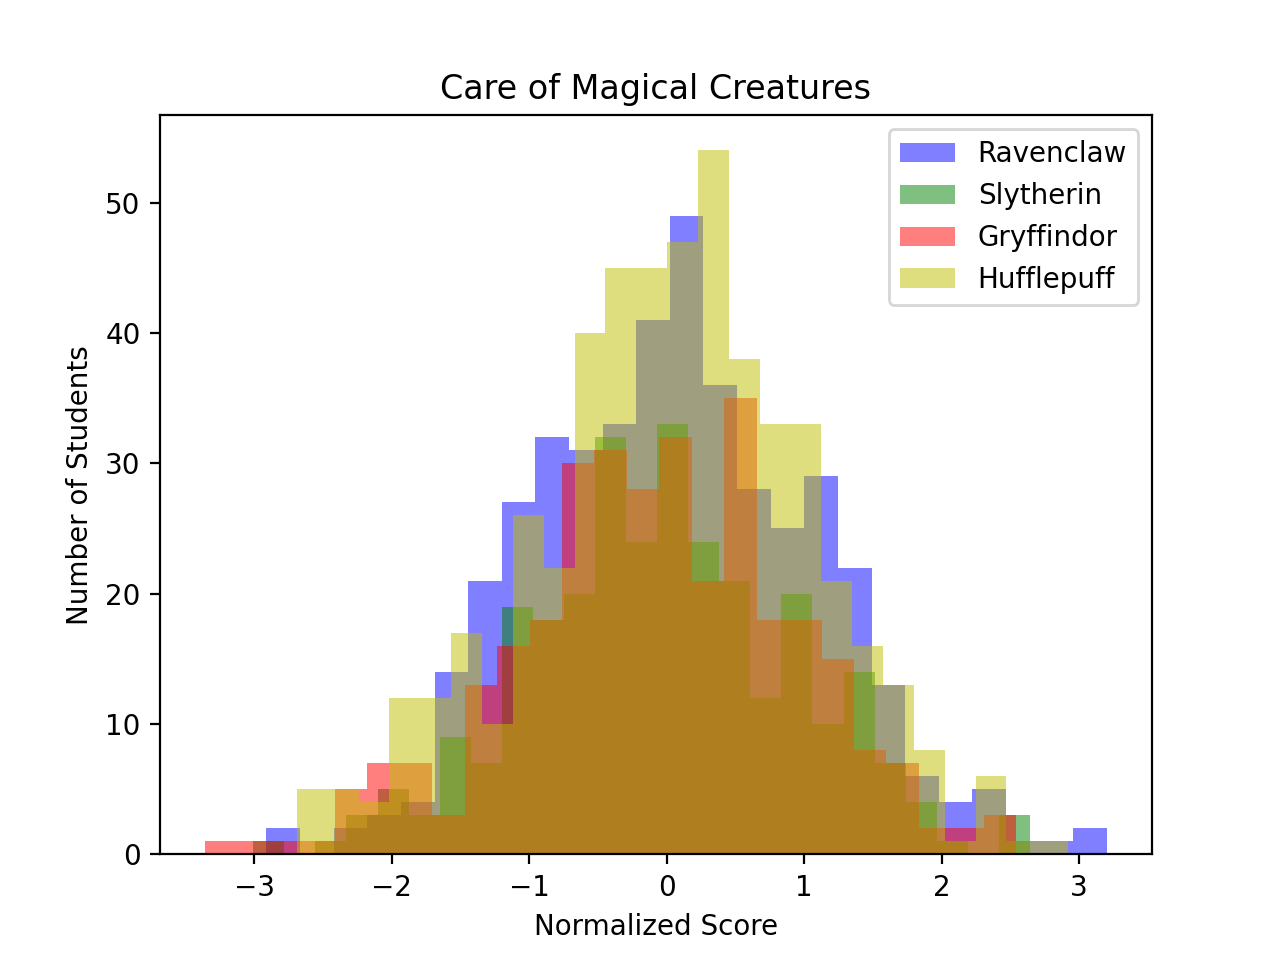 Care of Magical Creatures
Ravenclaw
Slytherin
Gryffindor
Hufflepuff
50
40
30
20
10
0
Number of Students
−3 −2 −1 0 1 2 3
Normalized Score